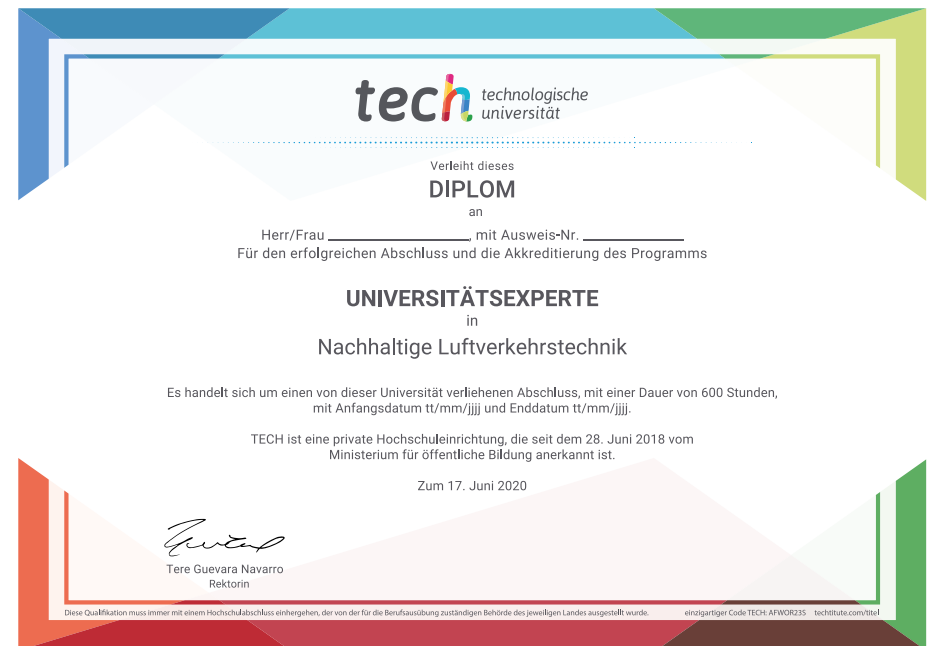 tech technologische
universität
Verleiht dieses
DIPLOM
an
Herr/Frau ________________, mit Ausweis-Nr. ____________
Für den erfolgreichen Abschluss und die Akkreditierung des Programms
UNIVERSITÄTSEXPERTE
in
Nachhaltige Luftverkehrstechnik
Es handelt sich um einen von dieser Universität verliehenen Abschluss, mit einer Dauer von 600 Stunden,
mit Anfangsdatum tt/mm/jjjj und Enddatum tt/mm/jjjj.
TECH ist eine private Hochschuleinrichtung, die seit dem 28. Juni 2018 vom
Ministerium für öffentliche Bildung anerkannt ist.
Zum 17. Juni 2020
Tere Guevara Navarro
Rektorin
Diese Qualifikation muss immer mit einem Hochschulabschluss einhergehen, der von der für die Berufsausübung zuständigen Behörde des jeweiligen Landes ausgestellt wurde. einzigartiger Code TECH: AFWOR235 techtitute.com/titel